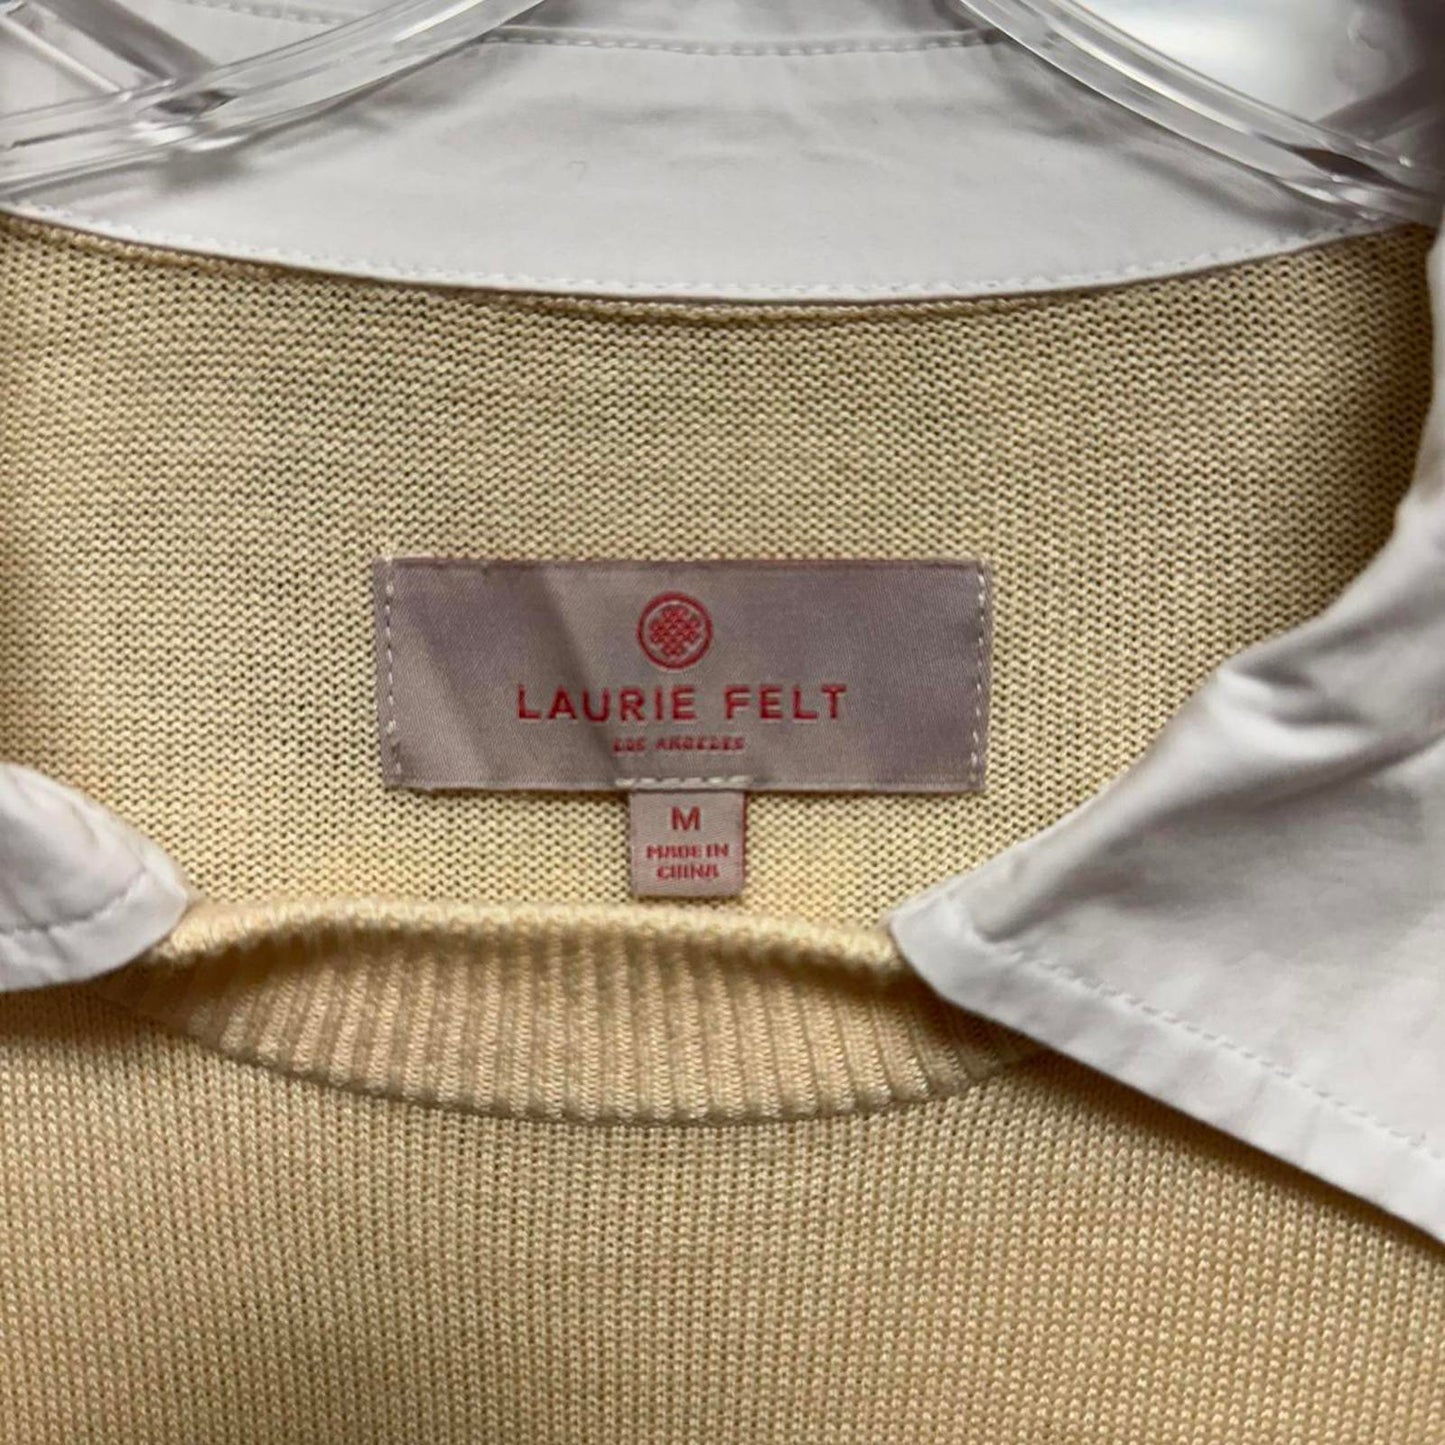 LAURIE FELT
LOS ANGELES
M
MADE IN
CHINA